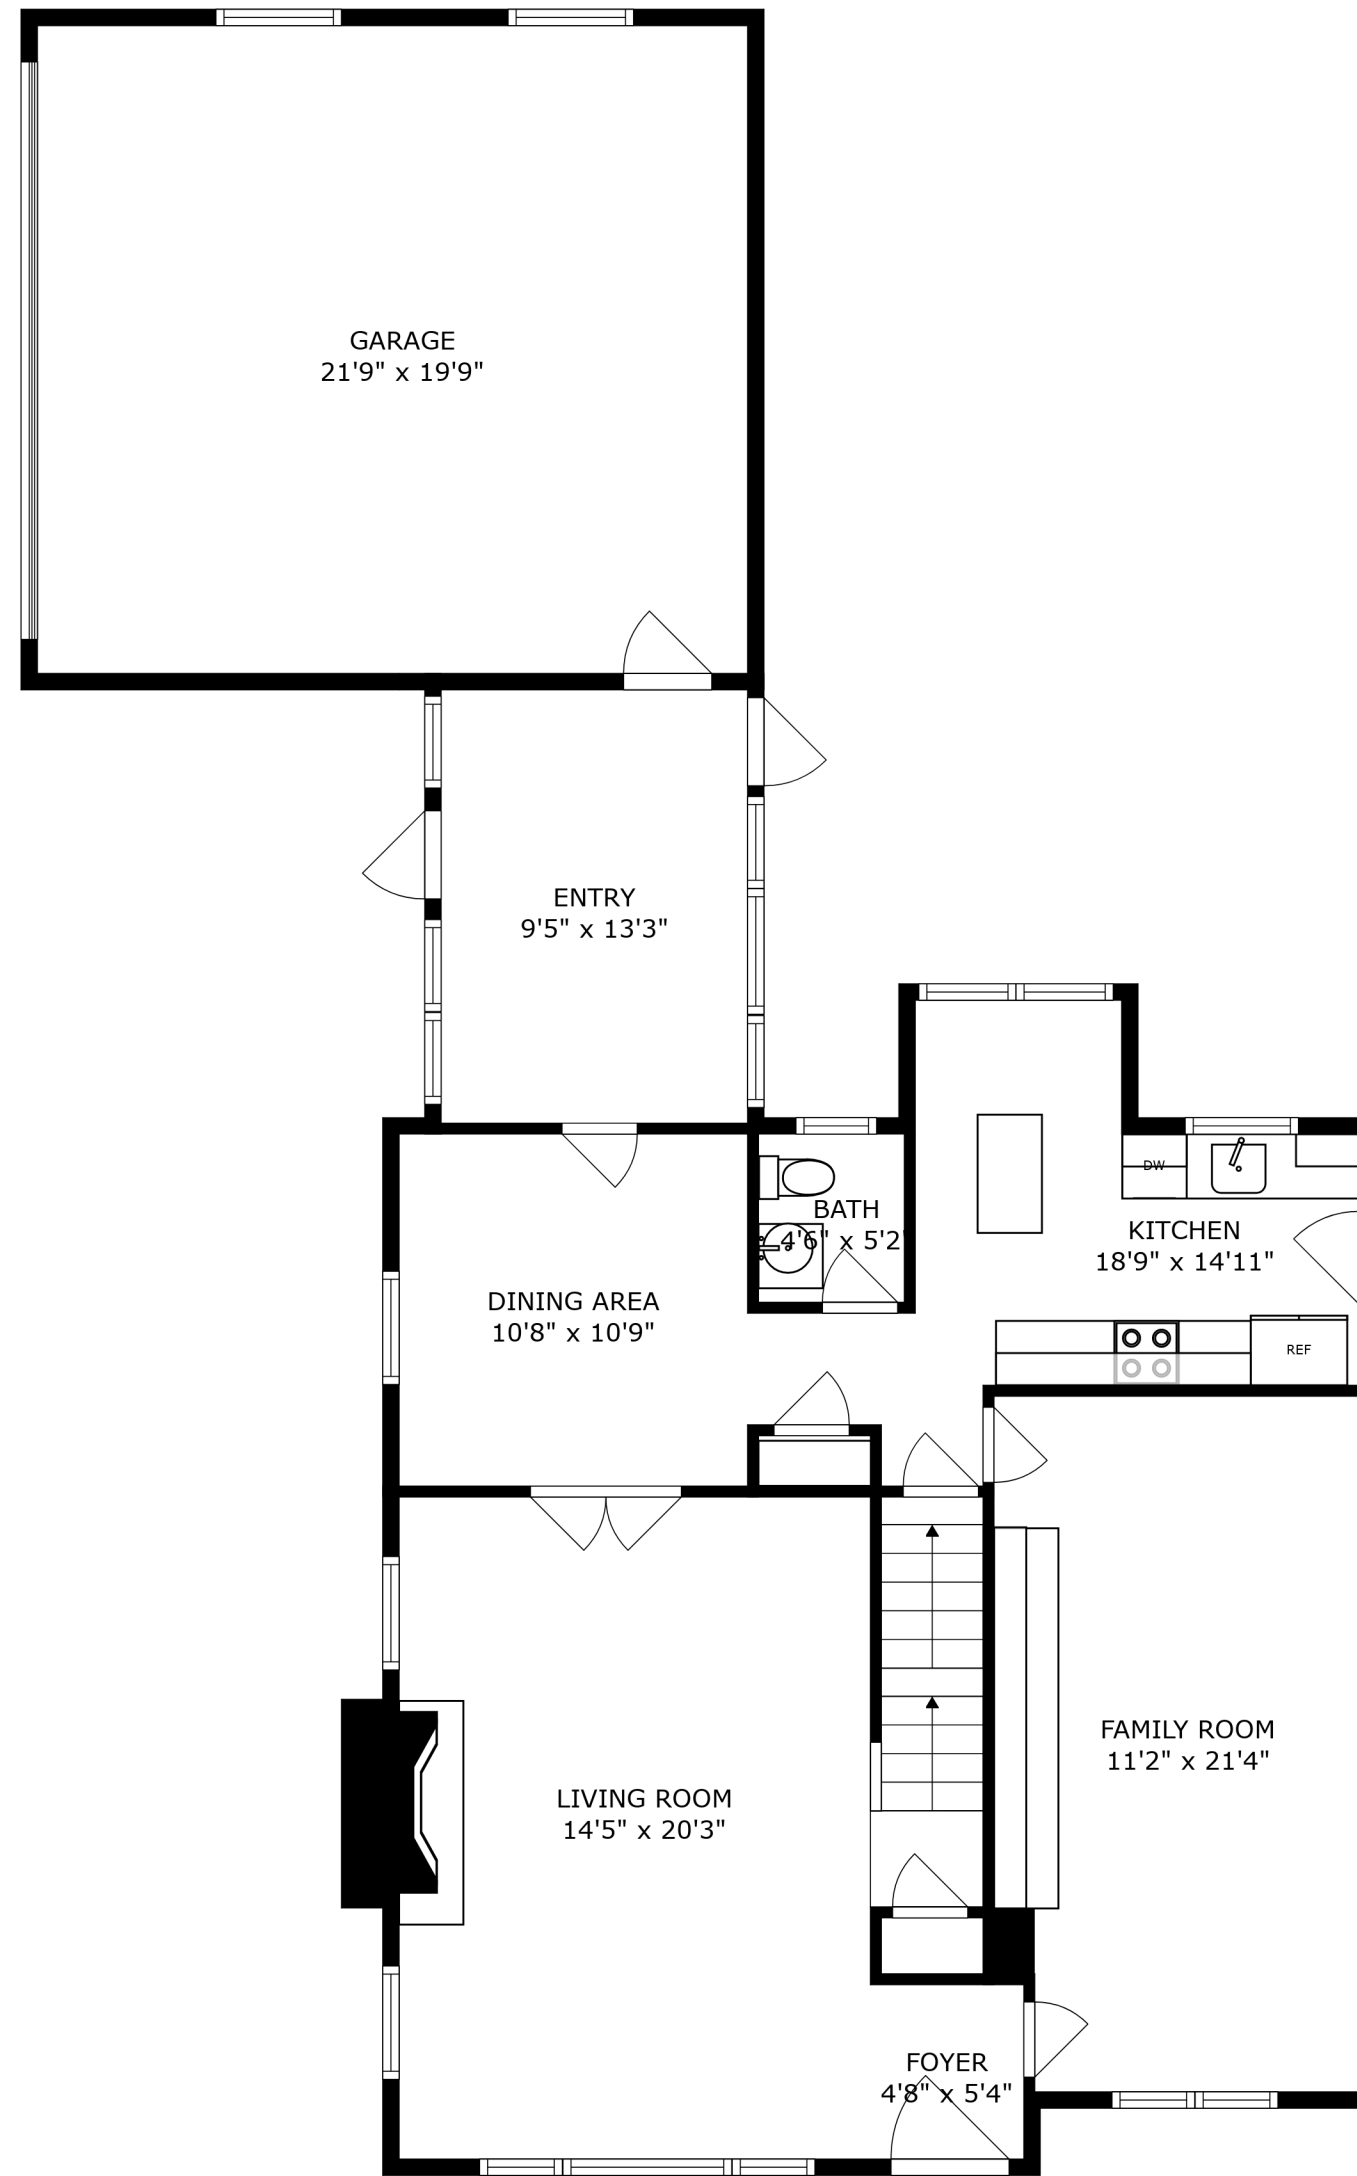 GARAGE
21'9" x 19'9"
ENTRY
9'5" x 13'3"
BATH
4'6" x 5'2"
DW
KITCHEN
18'9" x 14'11"
DINING AREA
10'8" x 10'9"
REF
FAMILY ROOM
11'2" x 21'4"
LIVING ROOM
14'5" x 20'3"
FOYER
4'8" x 5'4"